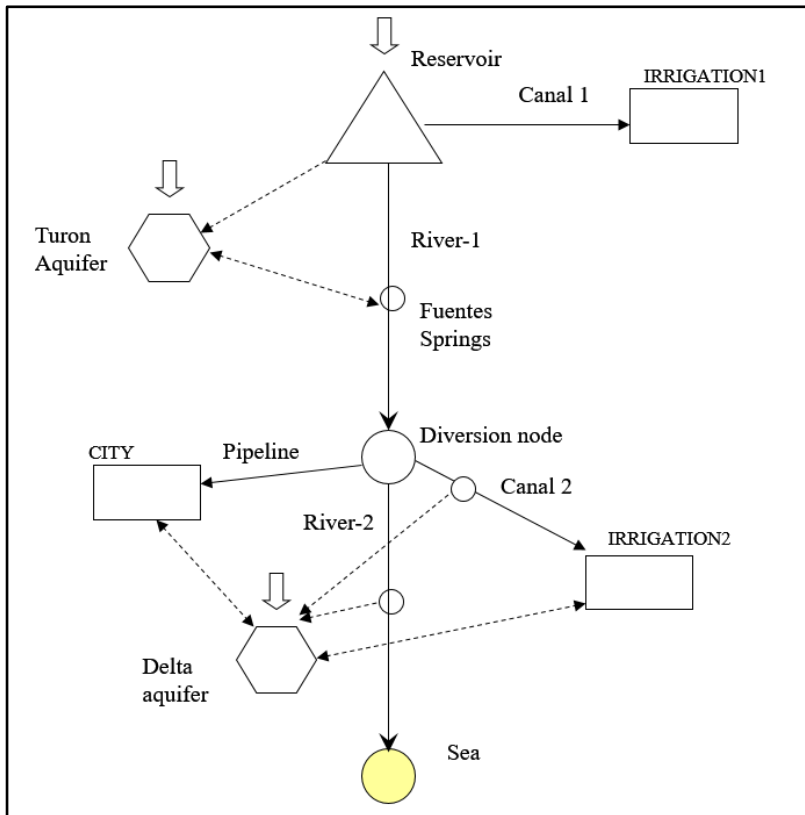 Reservoir
IRRIGATION1
Canal 1
Turon
Aquifer
River-1
Fuentes
Springs
Diversion node
CITY
Pipeline
Canal 2
River-2
IRRIGATION2
Delta
aquifer
Sea